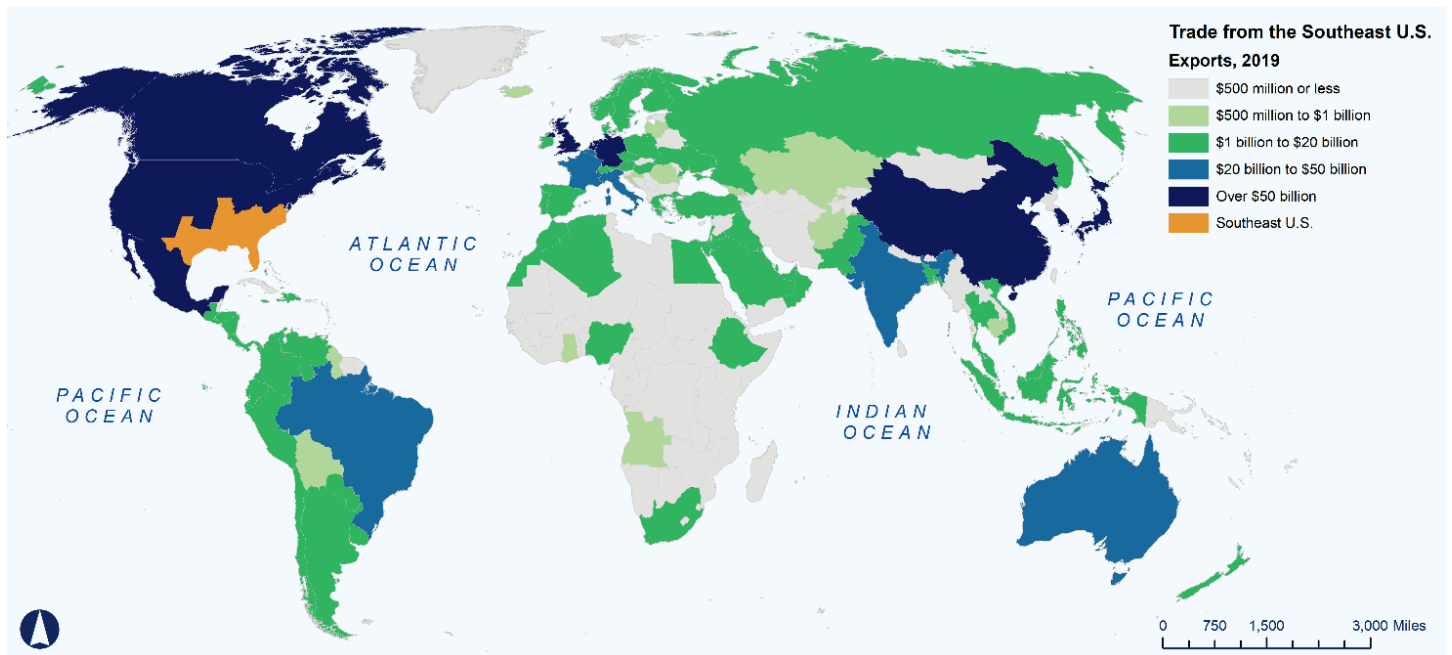 Trade from the Southeast U.S.
Exports, 2019
$500 million or less
$500 million to $1 billion
$1 billion to $20 billion
$20 billion to $50 billion
Over $50 billion
Southeast U.S.
ATLANTIC
OCEAN
PACIFIC
OCEAN
PACIFIC
OCEAN
INDIAN
OCEAN
0 750 1,500 3,000 Miles